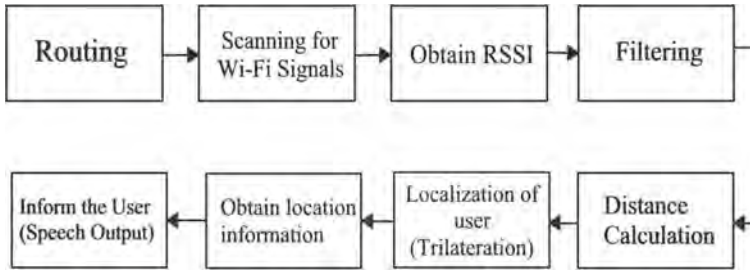 Routing
Scanning for
Wi-Fi Signals
Obtain RSSI
Filtering
Distance
Calculation
Localization of
user
(Trilateration)
Obtain location
information
Inform the User
(Speech Output)